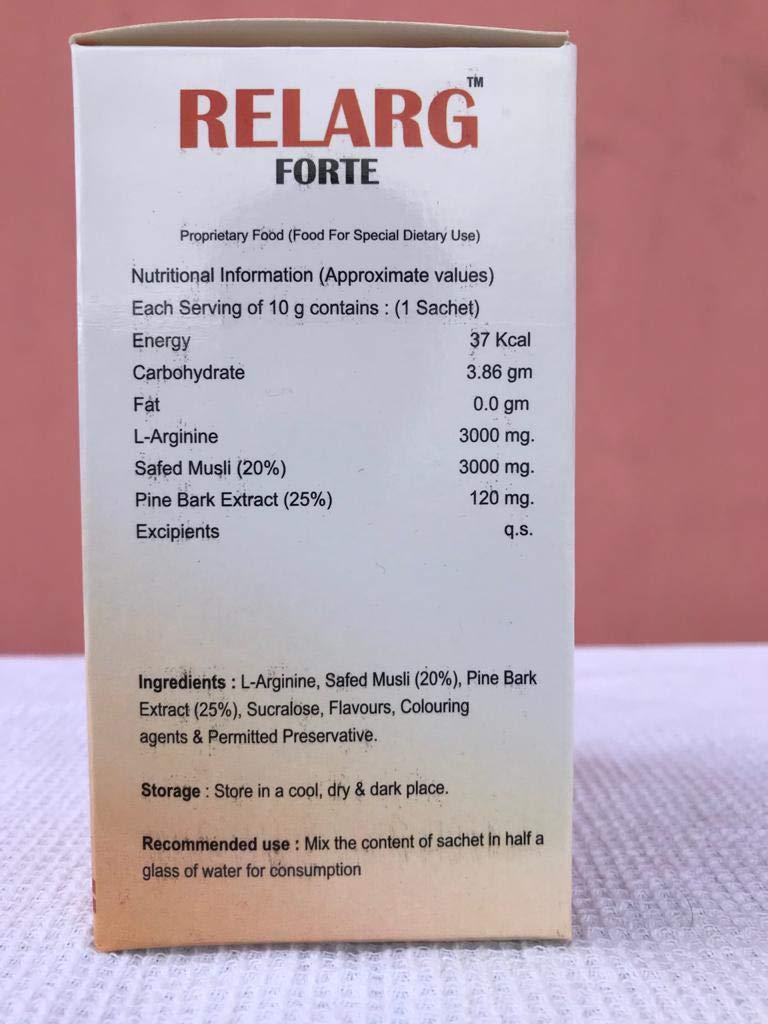 RELARG™
FORTE
Proprietary Food (Food For Special Dietary Use)
Nutritional Information (Approximate values)
Each Serving of 10 g contains : (1 Sachet)
Energy 37 Kcal
Carbohydrate 3.86 gm
Fat 0.0 gm
L-Arginine 3000 mg.
Safed Musli (20%) 3000 mg.
Pine Bark Extract (25%) 120 mg.
Excipients q.s.
Ingredients : L-Arginine, Safed Musli (20%), Pine Bark
Extract (25%), Sucralose, Flavours, Colouring
agents & Permitted Preservative.
Storage : Store in a cool, dry & dark place.
Recommended use : Mix the content of sachet In half a
glass of water for consumption